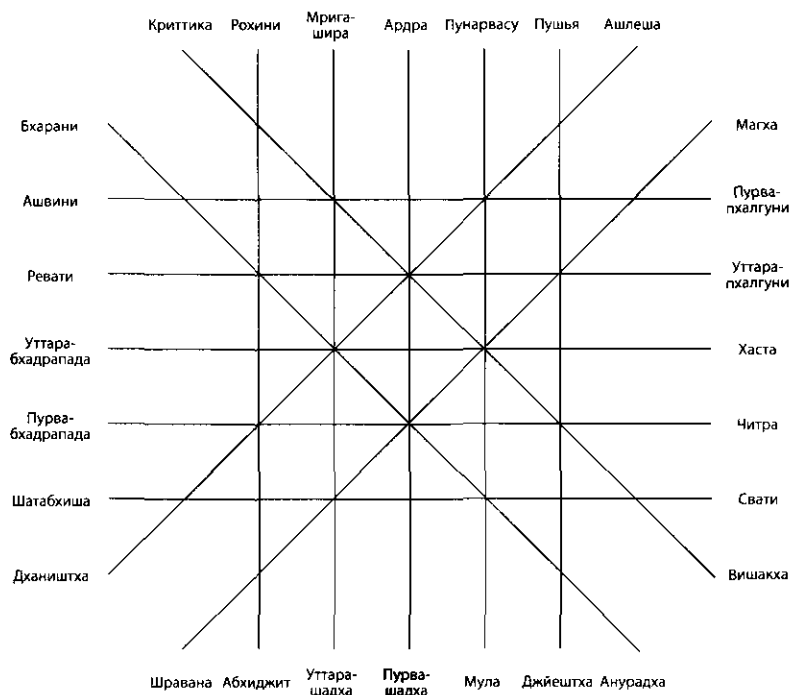 Криттика Рохини Мрига-
шира Ардра Пунарвасу Пушья Ашлеша
Бхарани Магха
Ашвини Пурва-
пхалгуни
Ревати Уттара-
пхалгуни
Уттара-
бхадрапада Хаста
Пурва-
бхадрапада Читра
Шатабхиша Свати
Дхаништха Вишакха
Шравана Абхиджит Уттара-
шадха Пурва-
шадха Мула Джйештха Анурадха